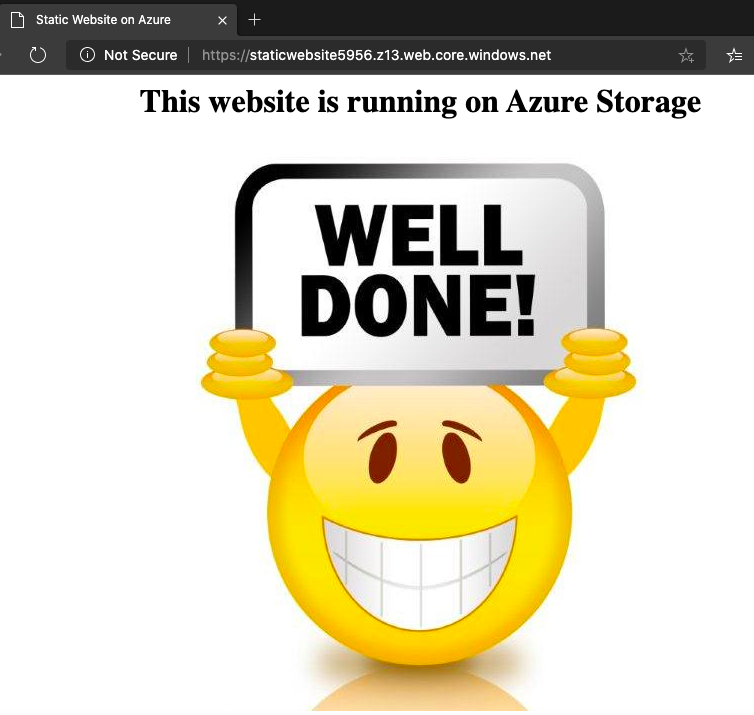 Static Website on Azure
Not Secure https://staticwebsite5956.z13.web.core.windows.net
This website is running on Azure Storage
WELL
DONE!